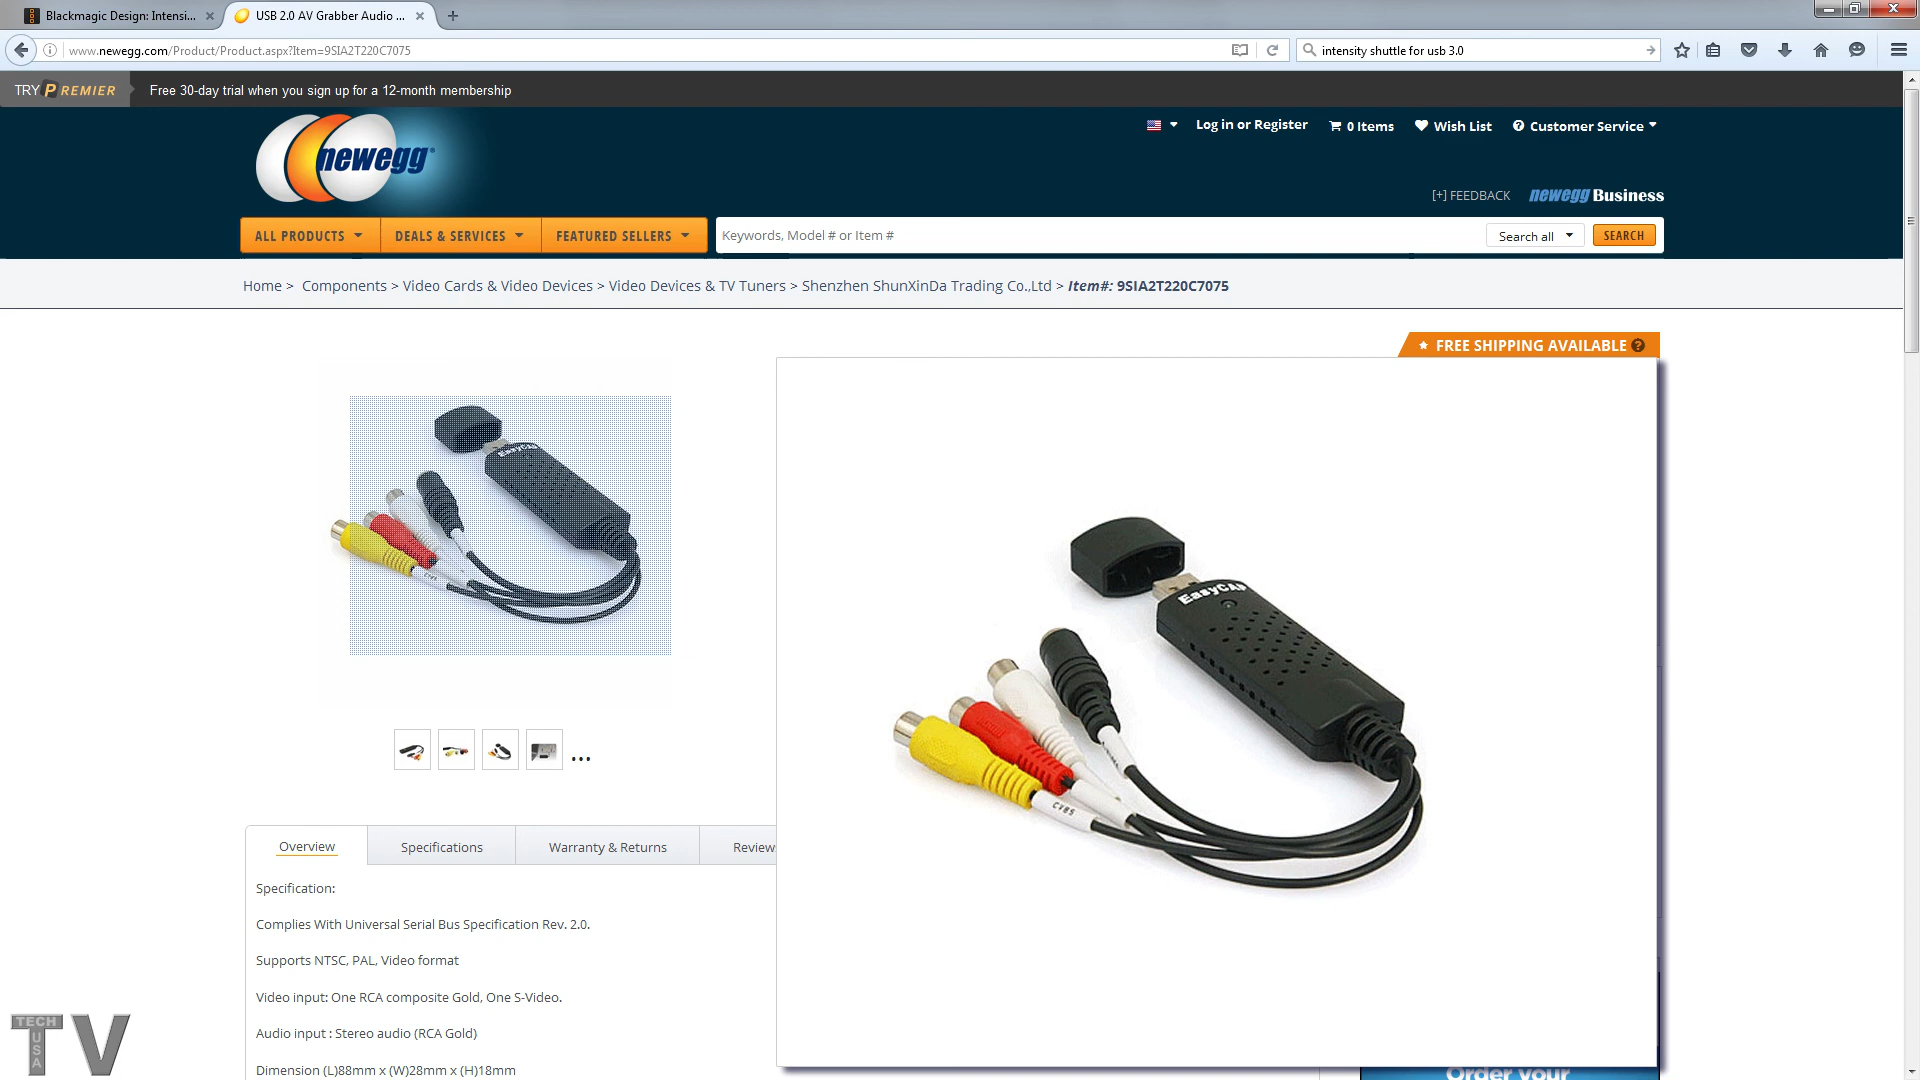 Blackmagic Design: Intensi...
USB 2.0 AV Grabber Audio ...
www.newegg.com/Product/Product.aspx?Item=9SIA2T220C7075
intensity shuttle for usb 3.0
TRY PREMIER
Free 30-day trial when you sign up for a 12-month membership
newegg
Log in or Register
0 Items
Wish List
Customer Service
[+] FEEDBACK
newegg Business
ALL PRODUCTS
DEALS & SERVICES
FEATURED SELLERS
Keywords, Model # or Item #
Search all
SEARCH
Home > Components > Video Cards & Video Devices > Video Devices & TV Tuners > Shenzhen ShunXinDa Trading Co.,Ltd > Item#: 9SIA2T220C7075
FREE SHIPPING AVAILABLE
EasyCAP
CVBS
EasyCAP
CVBS
...
Overview
Specifications
Warranty & Returns
Review
Specification:
Complies With Universal Serial Bus Specification Rev. 2.0.
Supports NTSC, PAL, Video format
Video input: One RCA composite Gold, One S-Video.
Audio input : Stereo audio (RCA Gold)
Dimension (L)88mm x (W)28mm x (H)18mm
Order your
TECH
USA
TV